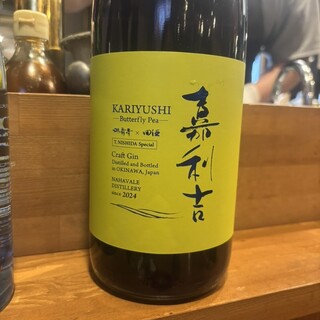 KARIYUSHI
—Butterfly Pea—
×
T. NISHIDA Special
Craft Gin
Distilled and Bottled
in OKINAWA, Japan
NAHAVALE
DISTILLERY
since 2024
嘉利吉